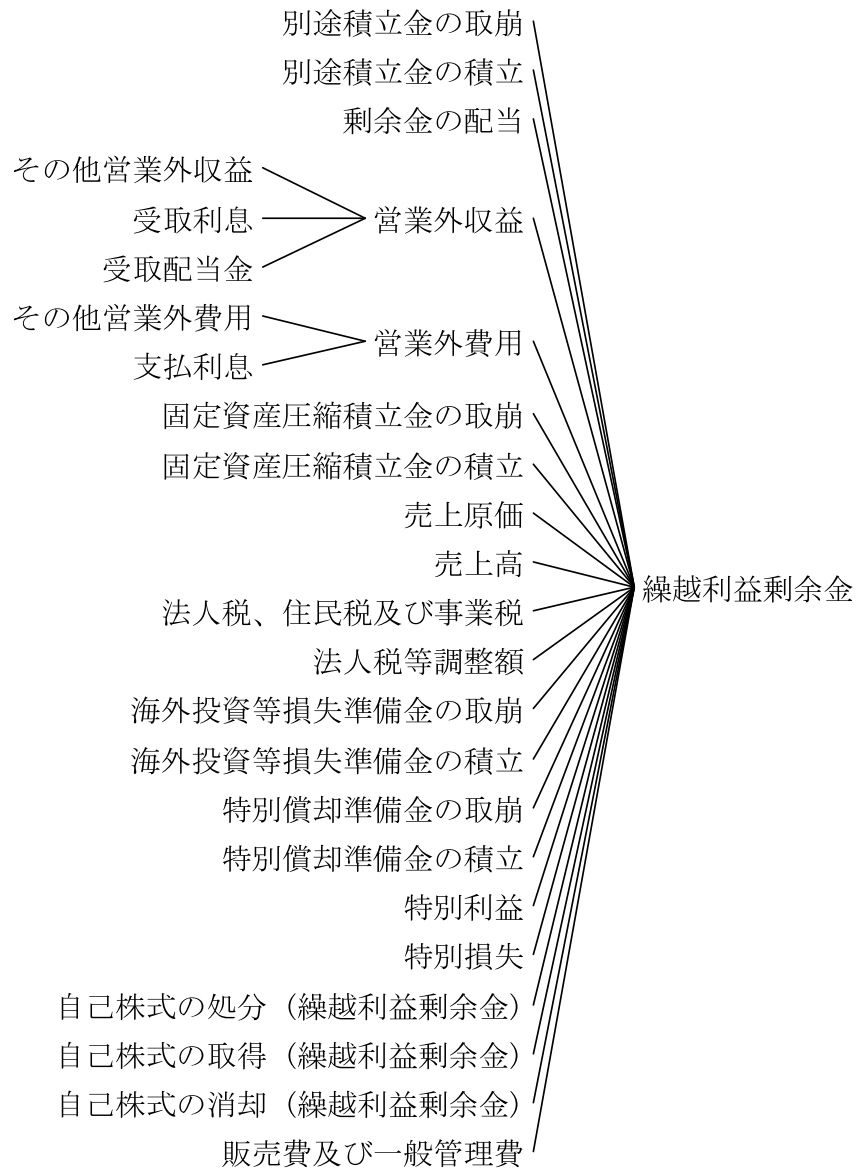 別途積立金の取崩
別途積立金の積立
剰余金の配当
その他営業外収益
受取利息
営業外収益
受取配当金
その他営業外費用
営業外費用
支払利息
固定資産圧縮積立金の取崩
固定資産圧縮積立金の積立
売上原価
売上高
繰越利益剰余金
法人税、住民税及び事業税
法人税等調整額
海外投資等損失準備金の取崩
海外投資等損失準備金の積立
特別償却準備金の取崩
特別償却準備金の積立
特別利益
特別損失
自己株式の処分（繰越利益剰余金）
自己株式の取得（繰越利益剰余金）
自己株式の消却（繰越利益剰余金）
販売費及び一般管理費